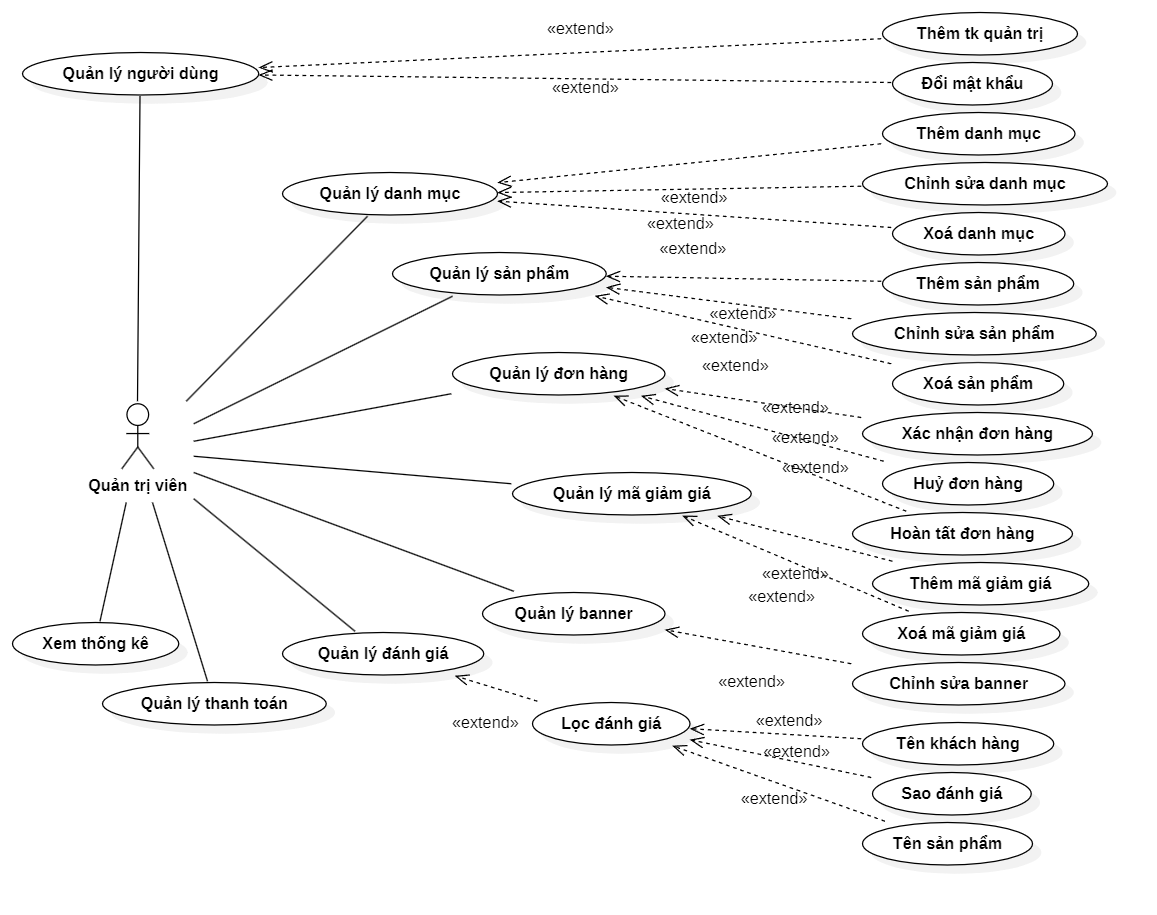 «extend»
Thêm tk quản trị
Quản lý người dùng
«extend»
Đổi mật khẩu
Thêm danh mục
Quản lý danh mục
Chỉnh sửa danh mục
«extend»
«extend»
Xoá danh mục
«extend»
Quản lý sản phẩm
Thêm sản phẩm
«extend»
Chỉnh sửa sản phẩm
«extend»
«extend»
Quản lý đơn hàng
Xoá sản phẩm
«extend»
Xác nhận đơn hàng
«extend»
«extend»
Quản trị viên
Huỷ đơn hàng
Quản lý mã giảm giá
Hoàn tất đơn hàng
«extend»
Thêm mã giảm giá
«extend»
Quản lý banner
Xoá mã giảm giá
Xem thống kê
Quản lý đánh giá
«extend»
Chỉnh sửa banner
Quản lý thanh toán
«extend»
Lọc đánh giá
«extend»
Tên khách hàng
«extend»
Sao đánh giá
«extend»
Tên sản phẩm